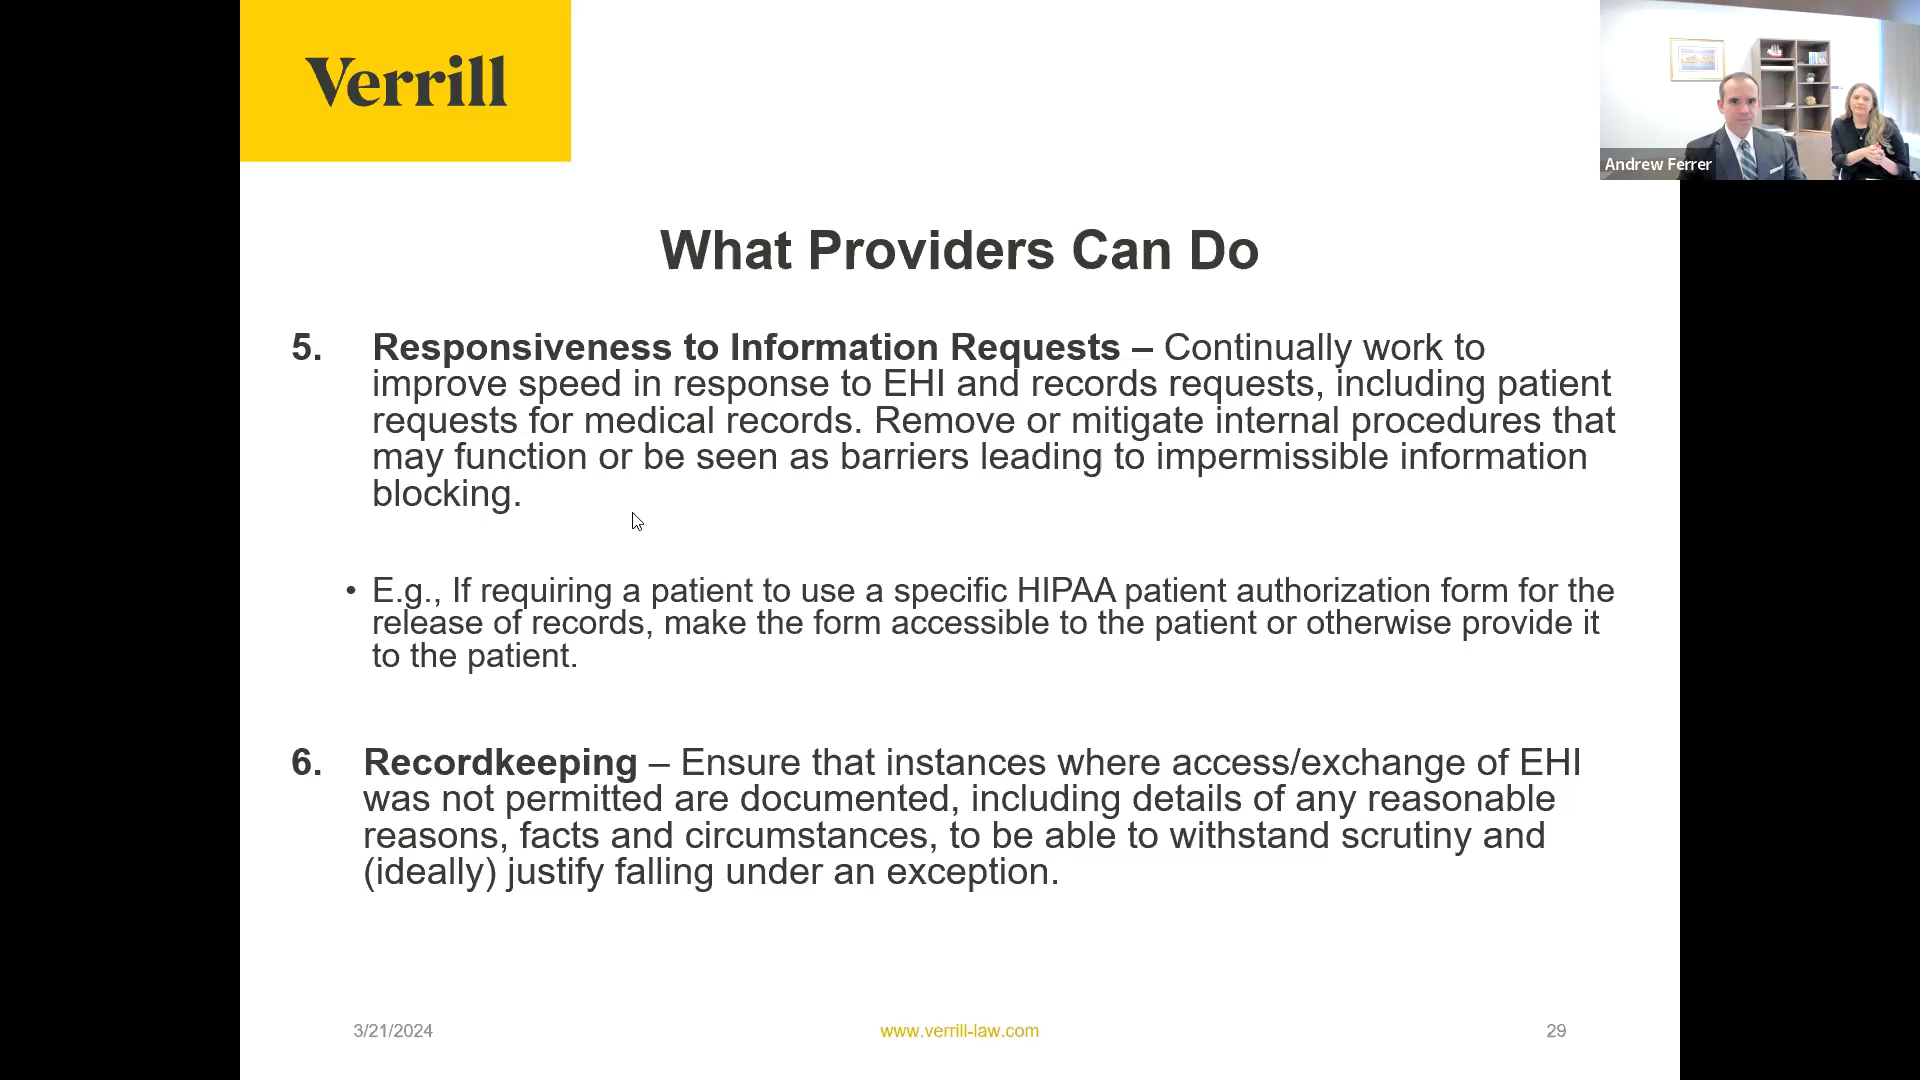 Verrill
Andrew Ferrer
What Providers Can Do
5. Responsiveness to Information Requests – Continually work to
improve speed in response to EHI and records requests, including patient
requests for medical records. Remove or mitigate internal procedures that
may function or be seen as barriers leading to impermissible information
blocking.
• E.g., If requiring a patient to use a specific HIPAA patient authorization form for the
release of records, make the form accessible to the patient or otherwise provide it
to the patient.
6. Recordkeeping – Ensure that instances where access/exchange of EHI
was not permitted are documented, including details of any reasonable
reasons, facts and circumstances, to be able to withstand scrutiny and
(ideally) justify falling under an exception.
3/21/2024
www.verrill-law.com
29